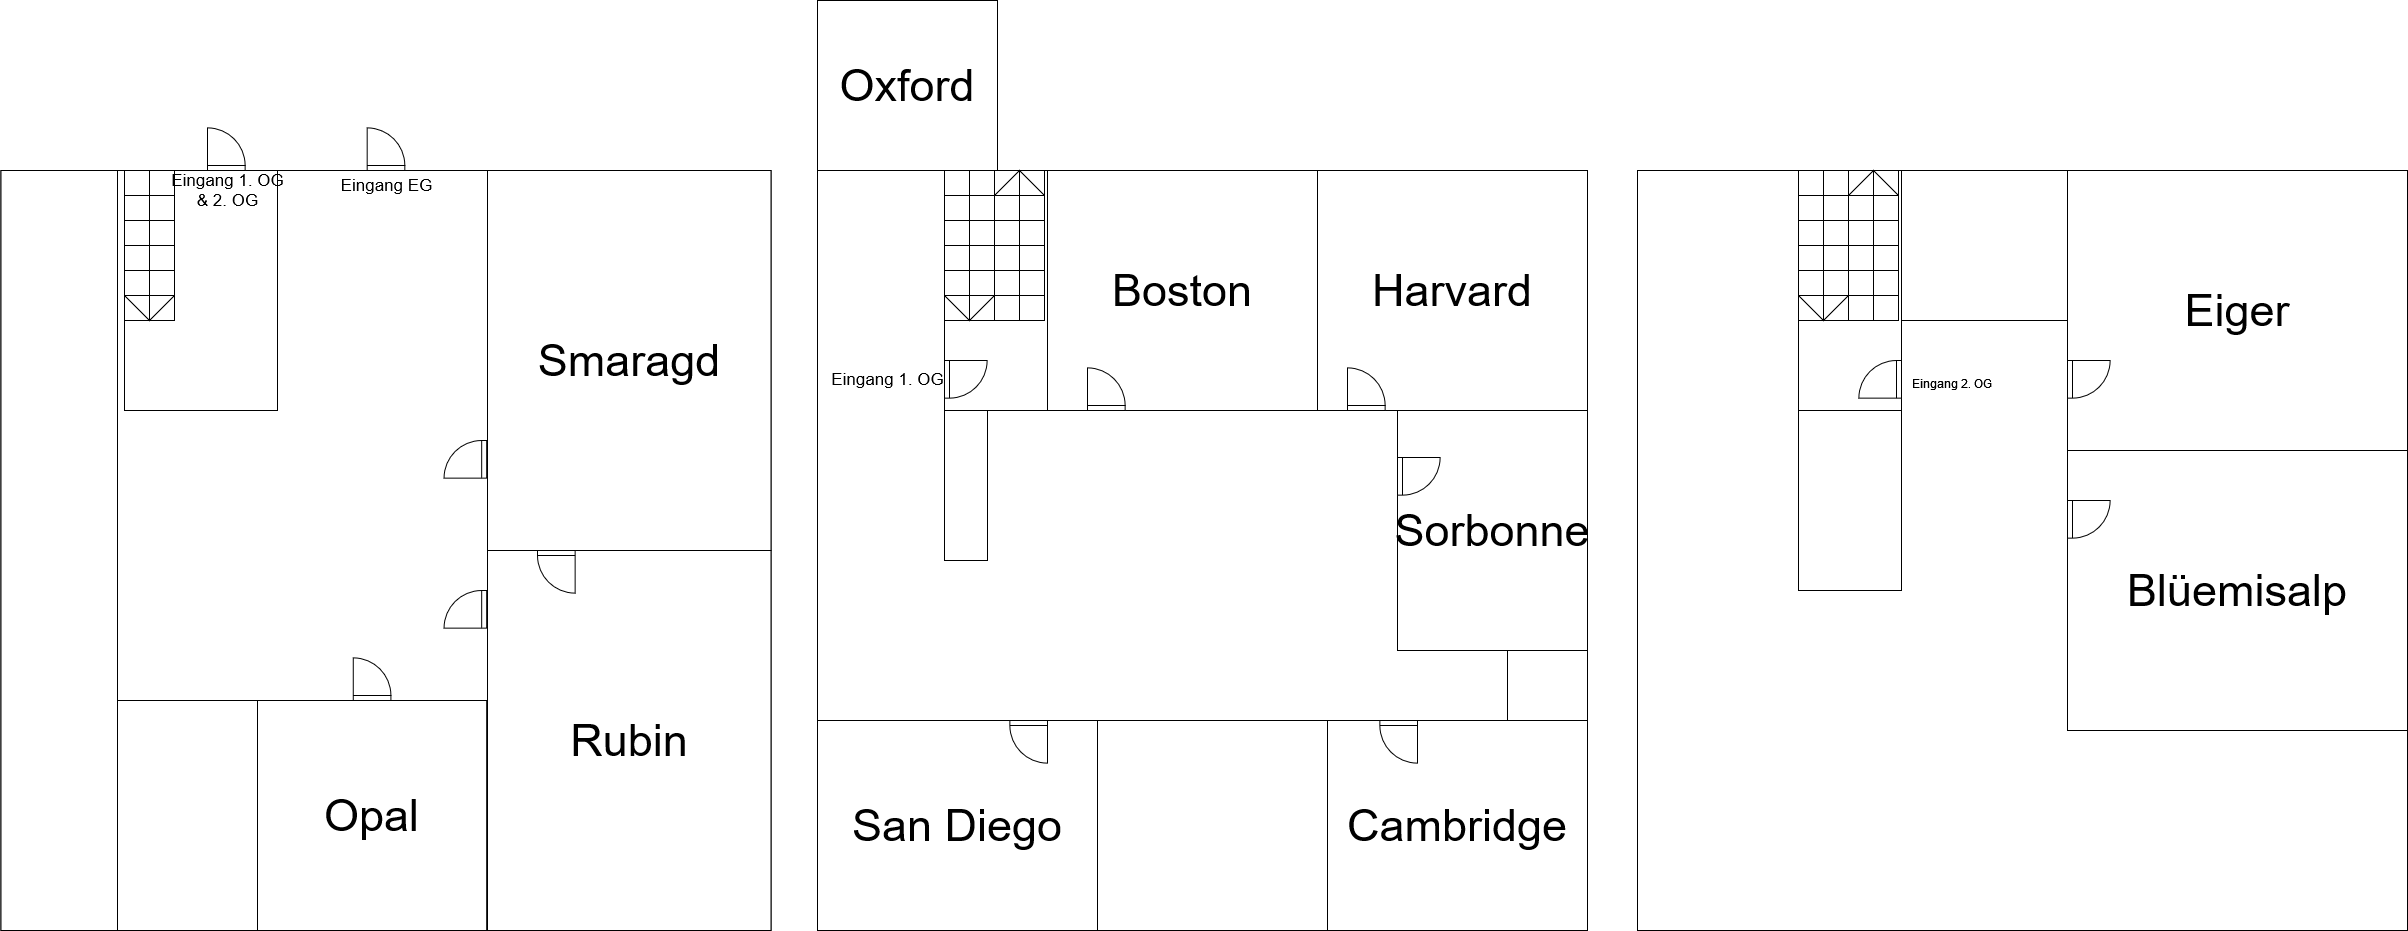 Eingang 1. OG
& 2. OG
Eingang EG
Smaragd
Rubin
Opal
Oxford
Boston
Harvard
Eingang 1. OG
Sorbonne
San Diego
Cambridge
Eiger
Eingang 2. OG
Blüemisalp